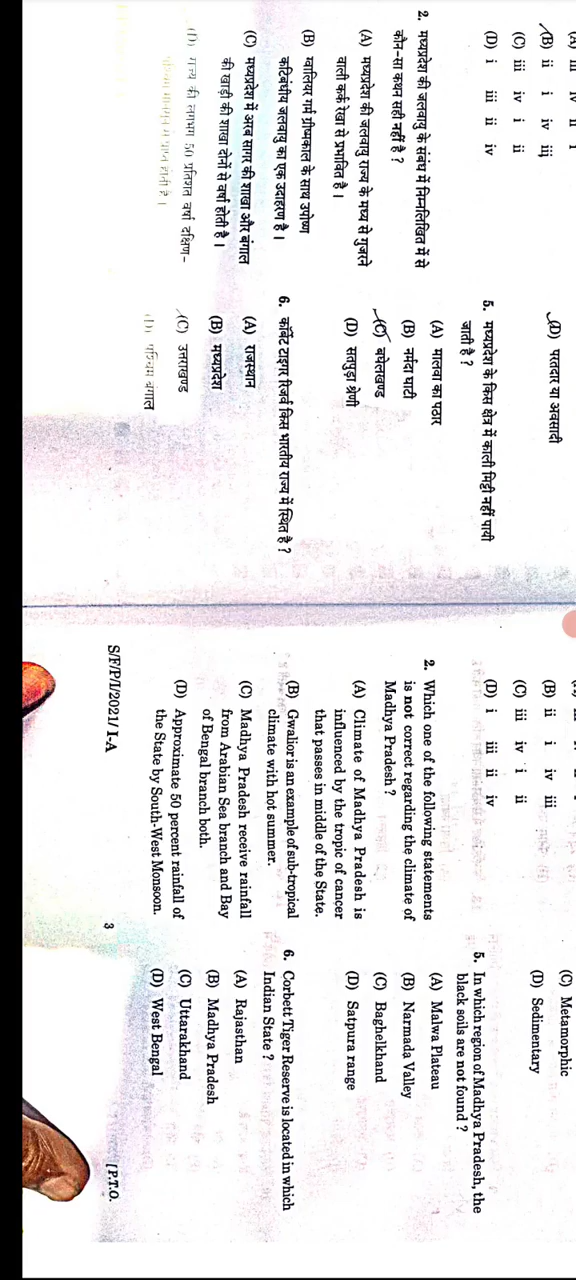 (B) ii i iv iii
(C) iii iv i ii
(D) i iii ii iv
2. मध्यप्रदेश की जलवायु के संबंध में निम्नलिखित में से
कौन-सा कथन सही नहीं है ?
(A) मध्यप्रदेश की जलवायु राज्य के मध्य से गुजरने
वाली कर्क रेखा से प्रभावित है ।
(B) ग्वालियर गर्म ग्रीष्मकाल के साथ उपोष्ण
कटिबंधीय जलवायु का एक उदाहरण है ।
(C) मध्यप्रदेश में अरब सागर की शाखा और बंगाल
की खाड़ी की शाखा दोनों से वर्षा होती है ।
(D) राज्य की लगभग 50 प्रतिशत वर्षा दक्षिण-
(D) परतदार या अवसादी
5. मध्यप्रदेश के किस क्षेत्र में काली मिट्टी नहीं पायी
जाती है ?
(A) मालवा का पठार
(B) नर्मदा घाटी
(C) बघेलखण्ड
(D) सतपुड़ा श्रेणी
6. कॉर्बेट टाइगर रिजर्व किस भारतीय राज्य में स्थित है ?
(A) राजस्थान
(B) मध्यप्रदेश
(C) उत्तराखण्ड
(D) पश्चिम बंगाल
(B) ii i iv iii
(C) iii iv i ii
(D) i iii ii iv
2. Which one of the following statements
is not correct regarding the climate of
Madhya Pradesh ?
(A) Climate of Madhya Pradesh is
influenced by the tropic of cancer
that passes in middle of the State.
(B) Gwalior is an example of sub-tropical
climate with hot summer.
(C) Madhya Pradesh receive rainfall
from Arabian Sea branch and Bay
of Bengal branch both.
(D) Approximate 50 percent rainfall of
the State by South-West Monsoon.
(C) Metamorphic
(D) Sedimentary
5. In which region of Madhya Pradesh, the
black soils are not found ?
(A) Malwa Plateau
(B) Narmada Valley
(C) Baghelkhand
(D) Satpura range
6. Corbett Tiger Reserve is located in which
Indian State ?
(A) Rajasthan
(B) Madhya Pradesh
(C) Uttarakhand
(D) West Bengal
S/F/P/I/2021/ I-A
3
[ P.T.O.